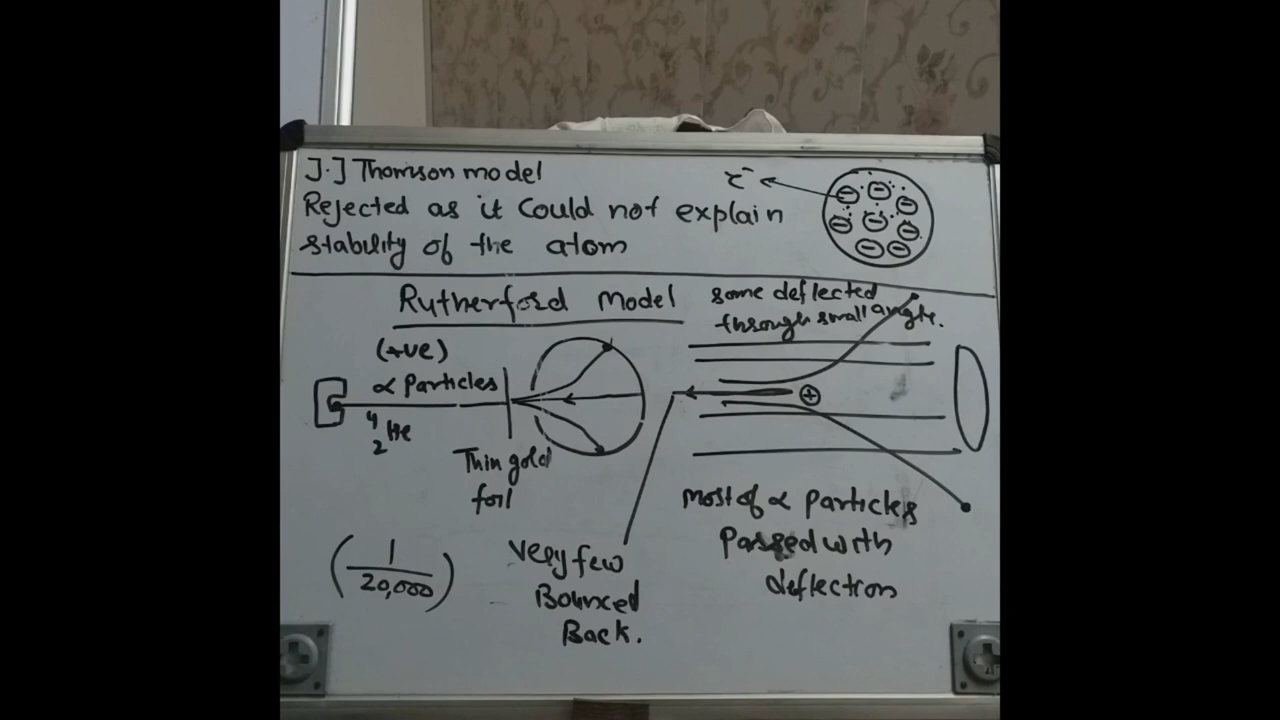 J.J Thomson model
Rejected as it could not explain
stability of the atom
e⁻
Rutherford Model
(+ve)
α Particles
⁴₂He
Thin gold
foil
some deflected
through small angle.
+
(1/20,000)
Very few
Bounced
Back.
Most of α Particles
Passed with
deflection